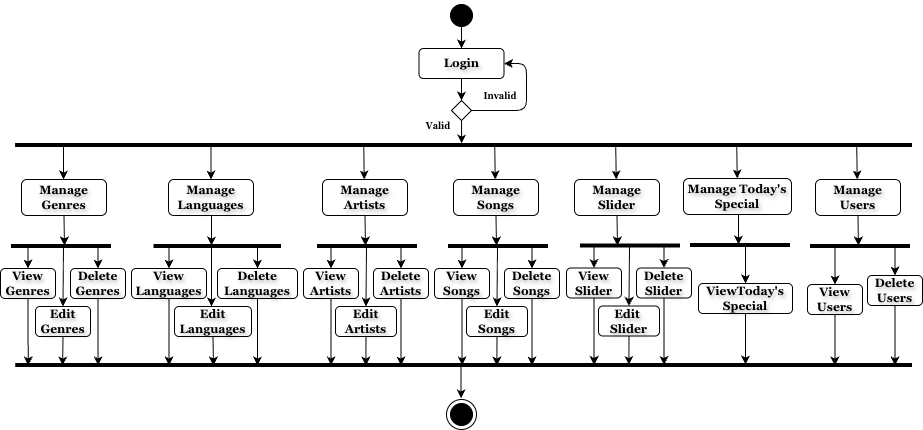 Login
Invalid
Valid
Manage
Genres
Manage
Languages
Manage
Artists
Manage
Songs
Manage
Slider
Manage Today's
Special
Manage
Users
View
Genres
Delete
Genres
Edit
Genres
View
Languages
Delete
Languages
Edit
Languages
View
Artists
Delete
Artists
Edit
Artists
View
Songs
Delete
Songs
Edit
Songs
View
Slider
Delete
Slider
Edit
Slider
ViewToday's
Special
View
Users
Delete
Users